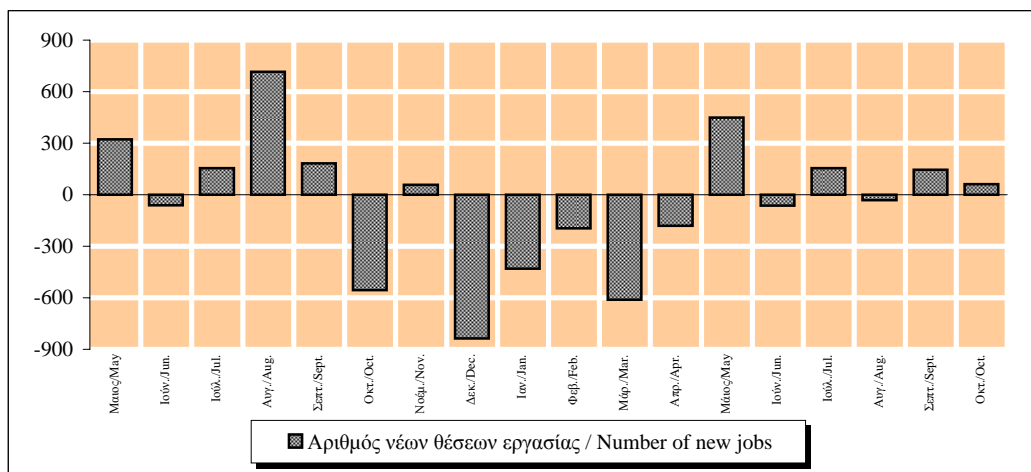 900
600
300
0
-300
-600
-900
Μαιος/May
Ιούν./Jun.
Ιούλ./Jul.
Αυγ./Aug.
Σεπτ./Sept.
Οκτ./Oct.
Νοέμ./Nov.
Δεκ./Dec.
Ιαν./Jan.
Φεβ./Feb.
Μάρ./Mar.
Απρ./Apr.
Μάιος/May
Ιούν./Jun.
Ιούλ./Jul.
Αυγ./Aug.
Σεπτ./Sept.
Οκτ./Oct.
Αριθμός νέων θέσεων εργασίας / Number of new jobs